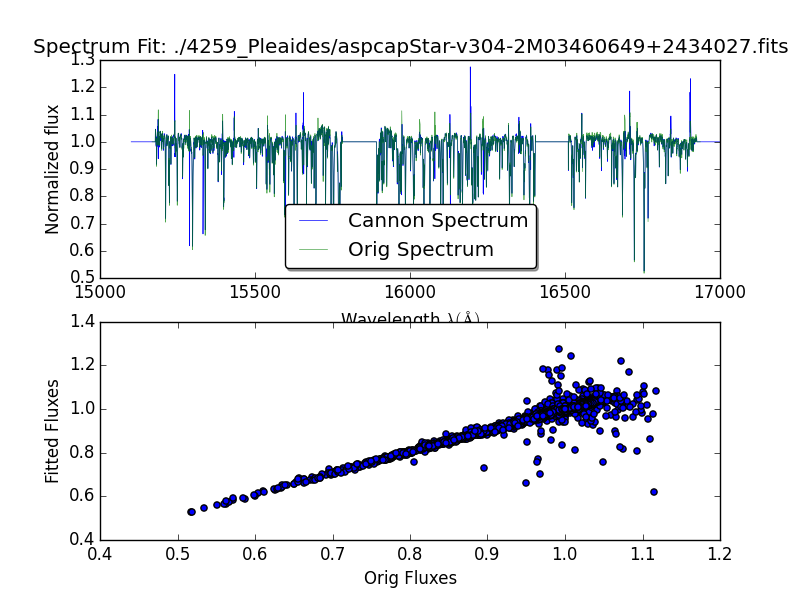 Spectrum Fit: ./4259_Pleaides/aspcapStar-v304-2M03460649+2434027.fits
1.3
1.2
1.1
1.0
0.9
0.8
0.7
0.6
0.5
Normalized flux
Cannon Spectrum
Orig Spectrum
15000 15500 16000 16500 17000
Wavelength λ(Å)
1.4
1.2
1.0
0.8
0.6
0.4
Fitted Fluxes
0.4 0.5 0.6 0.7 0.8 0.9 1.0 1.1 1.2
Orig Fluxes